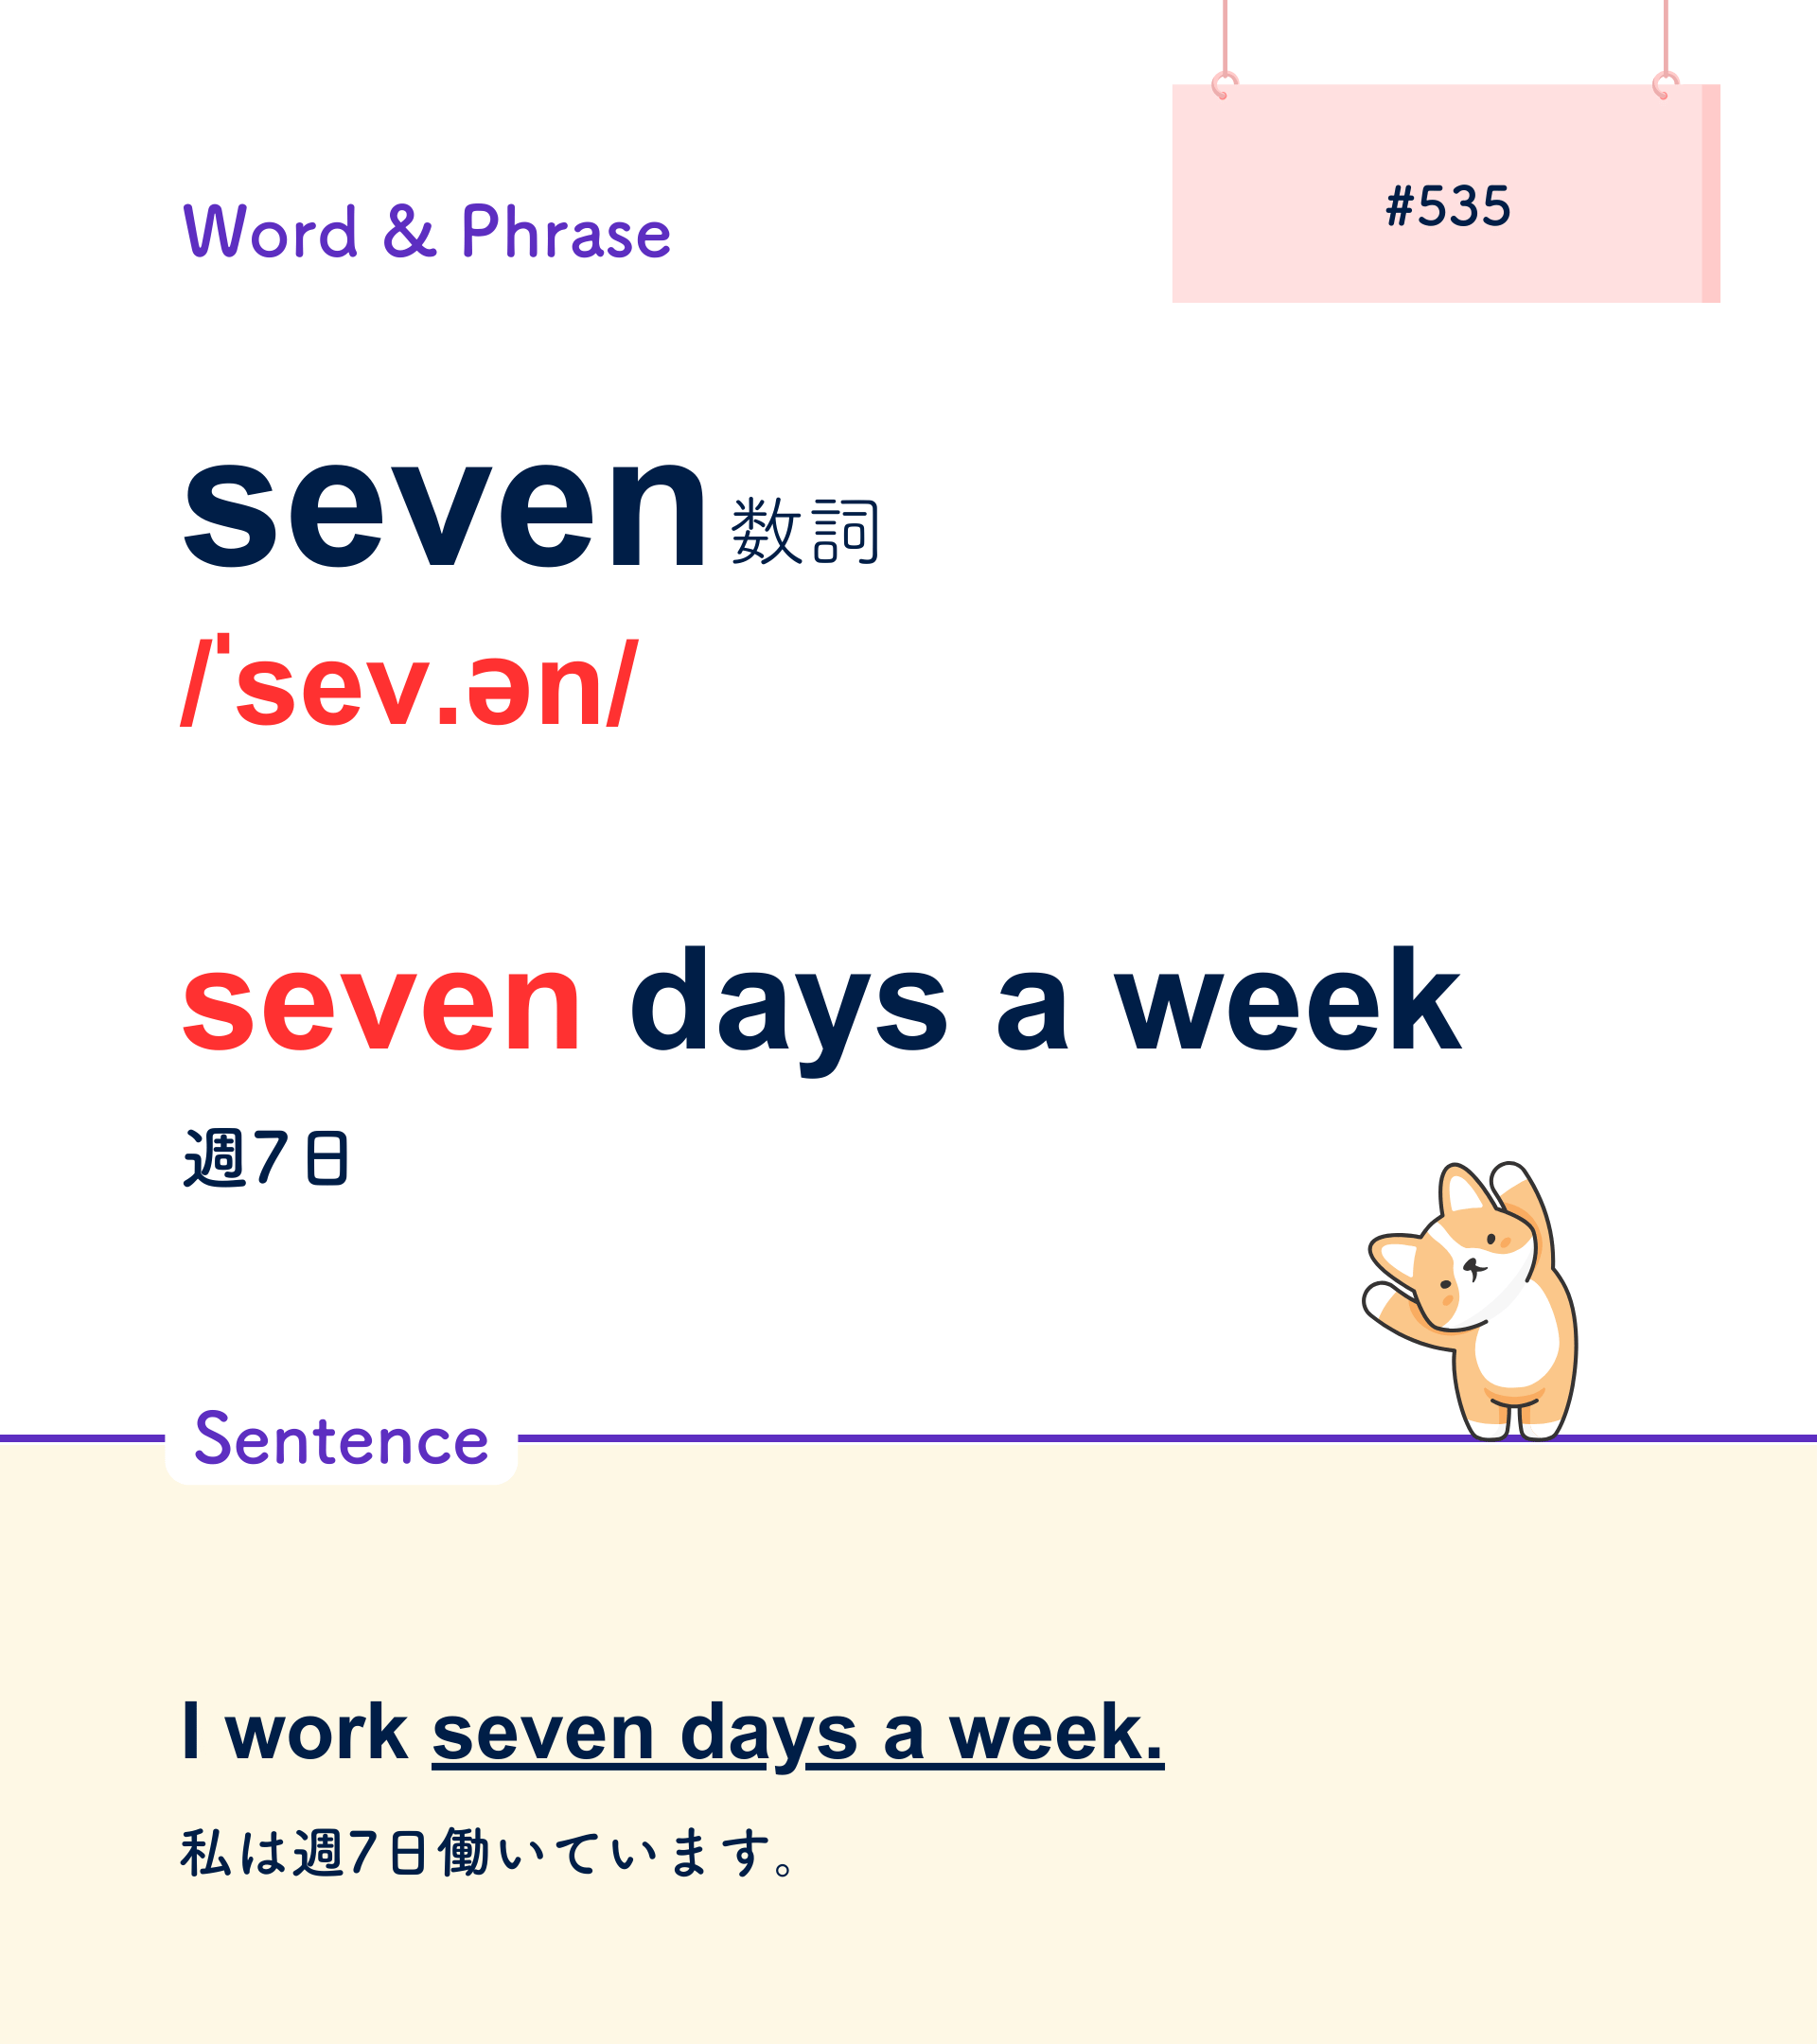 #535
Word & Phrase
seven 数詞
/ˈsev.ən/
seven days a week
週7日
Sentence
I work seven days a week.
私は週7日働いています。